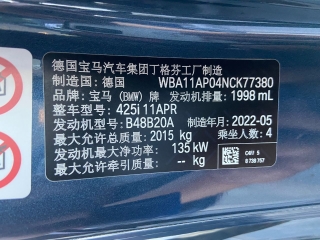 德国宝马汽车集团丁格芬工厂制造
制造国: 德国 WBA11AP04NCK77380
品牌: 宝马 (BMW) 牌 发动机排量: 1998 mL
整车型号: 425i 11APR
发动机型号: B48B20A 制造年月: 2022-05
最大允许总质量: 2015 kg 乘坐人数: 4
发动机最大净功率: 135 kW
最大允许质量: -- kg